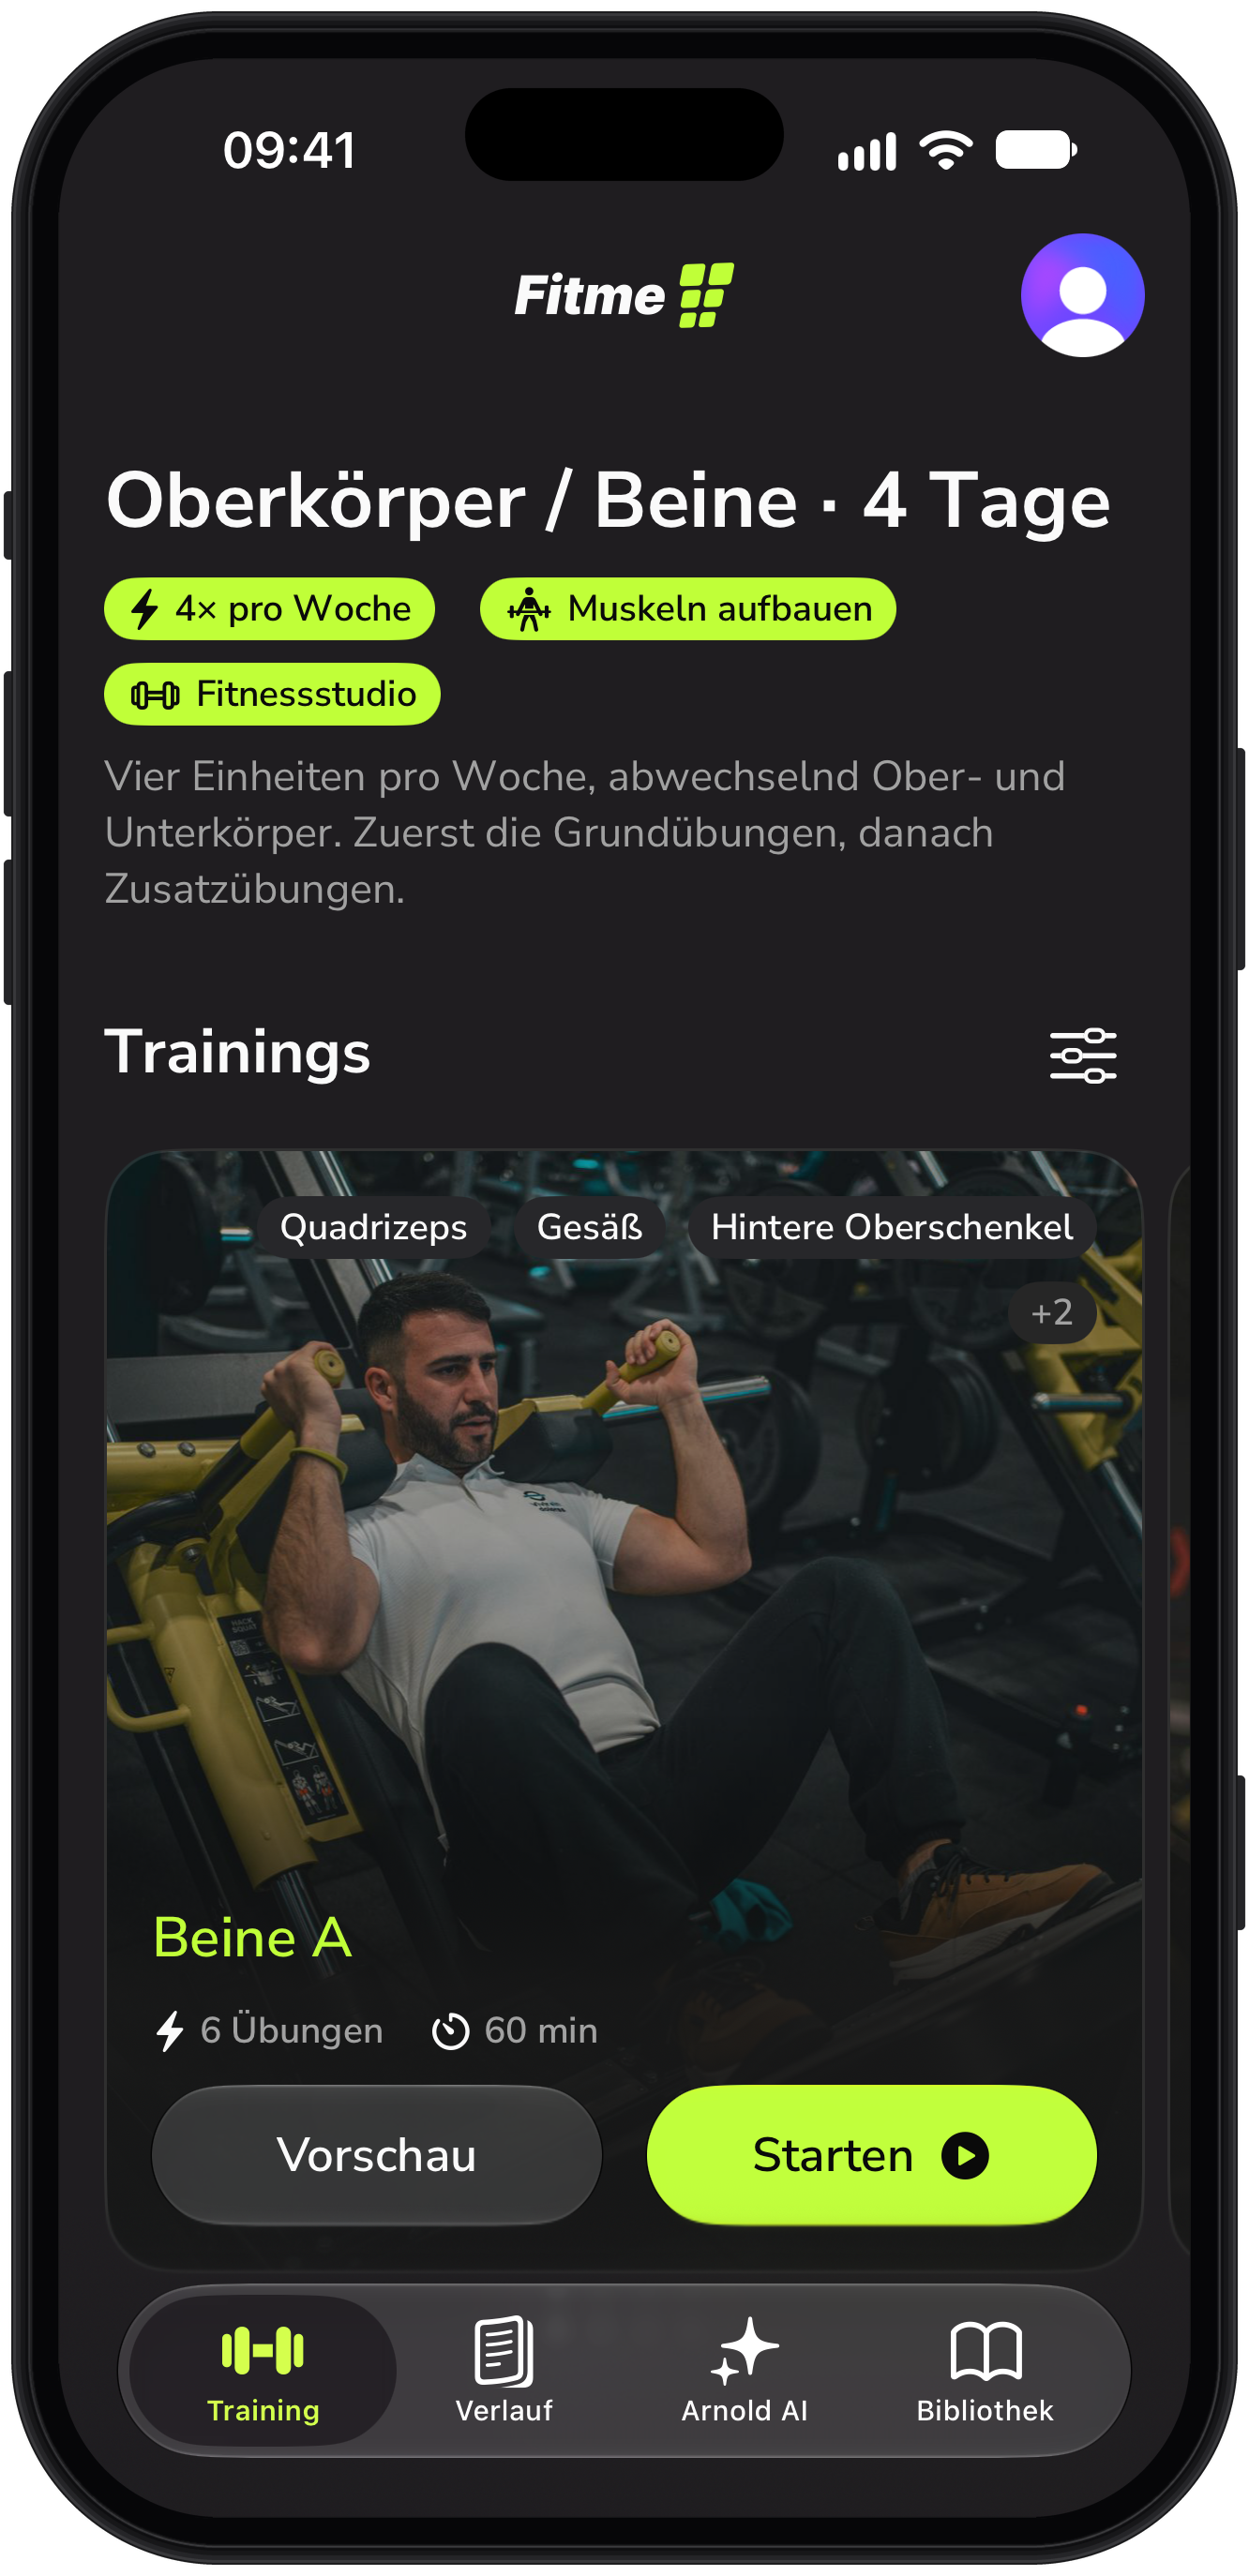 09:41
Fitme
Oberkörper / Beine · 4 Tage
4× pro Woche
Muskeln aufbauen
Fitnessstudio
Vier Einheiten pro Woche, abwechselnd Ober- und
Unterkörper. Zuerst die Grundübungen, danach
Zusatzübungen.
Trainings
Quadrizeps
Gesäß
Hintere Oberschenkel
+2
HACK
SQUAT
Beine A
6 Übungen
60 min
Vorschau
Starten
Training
Verlauf
Arnold AI
Bibliothek